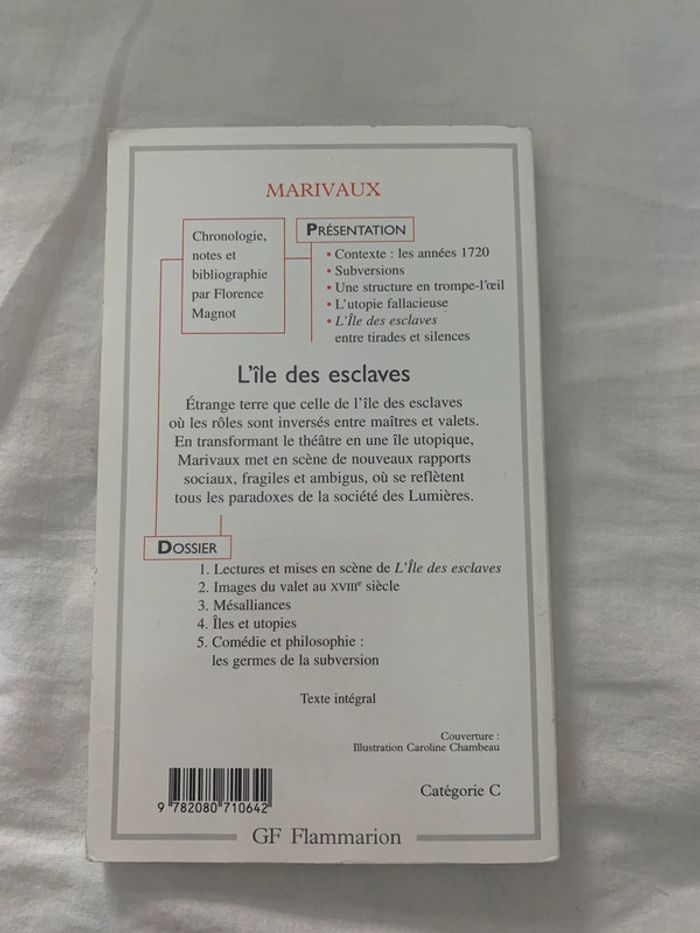 MARIVAUX
Chronologie,
notes et
bibliographie
par Florence
Magnot
PRÉSENTATION
• Contexte : les années 1720
• Subversions
• Une structure en trompe-l'œil
• L'utopie fallacieuse
• L'Île des esclaves
entre tirades et silences
L'île des esclaves
Étrange terre que celle de l'île des esclaves
où les rôles sont inversés entre maîtres et valets.
En transformant le théâtre en une île utopique,
Marivaux met en scène de nouveaux rapports
sociaux, fragiles et ambigus, où se reflètent
tous les paradoxes de la société des Lumières.
DOSSIER
1. Lectures et mises en scène de L'Île des esclaves
2. Images du valet au XVIIIe siècle
3. Mésalliances
4. Îles et utopies
5. Comédie et philosophie :
les germes de la subversion
Texte intégral
Couverture :
Illustration Caroline Chambeau
9 782080 710642
Catégorie C
GF Flammarion